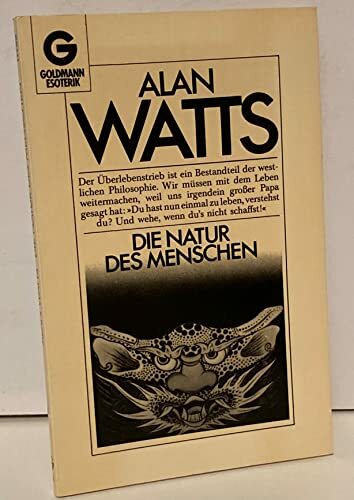 G
GOLDMANN
ESOTERIK
ALAN
WATTS
Der Überlebenstrieb ist ein Bestandteil der west-
lichen Philosophie. Wir müssen mit dem Leben
weitermachen, weil uns irgendein großer Papa
gesagt hat: »Du hast nun einmal zu leben, verstehst
du? Und wehe, wenn du's nicht schaffst!«
DIE NATUR
DES MENSCHEN